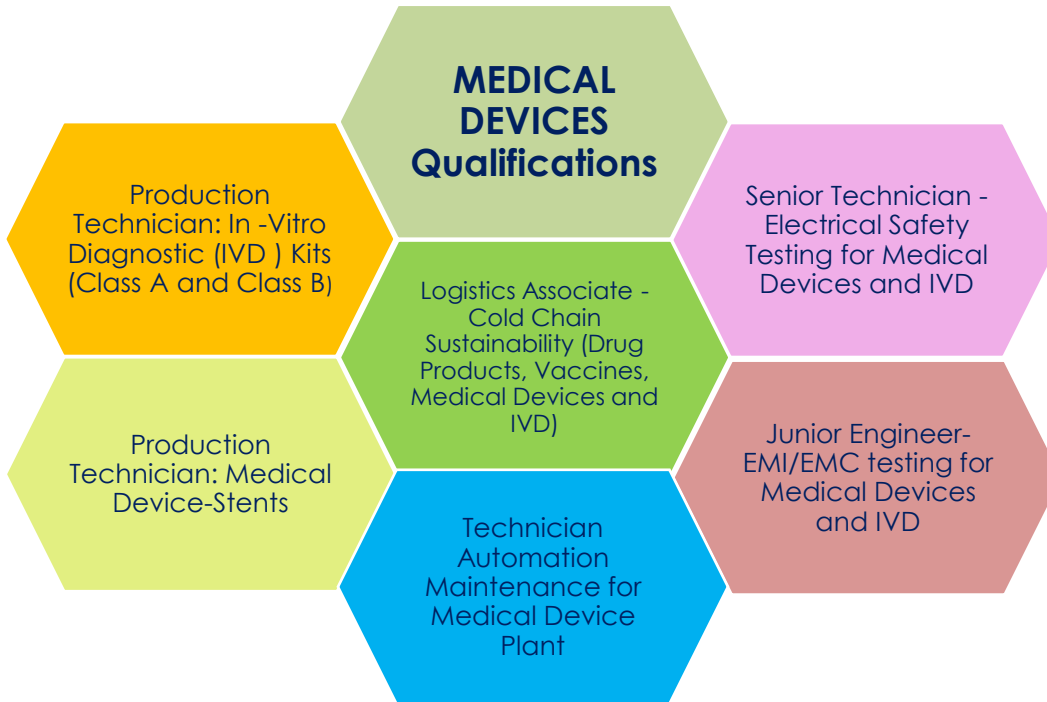 MEDICAL
DEVICES
Qualifications
Production
Technician: In -Vitro
Diagnostic (IVD ) Kits
(Class A and Class B)
Senior Technician -
Electrical Safety
Testing for Medical
Devices and IVD
Logistics Associate -
Cold Chain
Sustainability (Drug
Products, Vaccines,
Medical Devices and
IVD)
Production
Technician: Medical
Device-Stents
Junior Engineer-
EMI/EMC testing for
Medical Devices
and IVD
Technician
Automation
Maintenance for
Medical Device
Plant